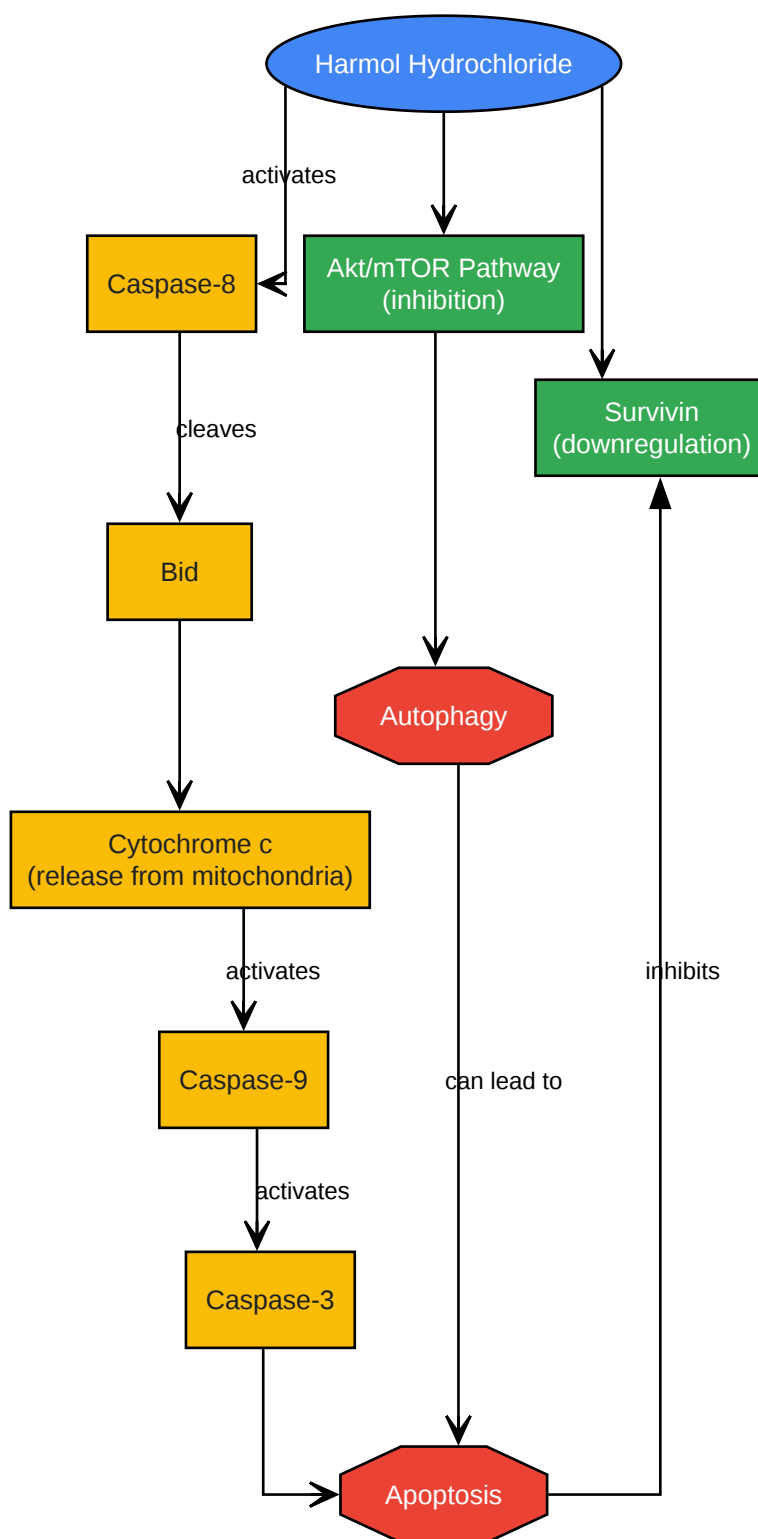 Harmol Hydrochloride
activates
Caspase-8
Akt/mTOR Pathway
(inhibition)
Survivin
(downregulation)
cleaves
Bid
Autophagy
Cytochrome c
(release from mitochondria)
activates
inhibits
Caspase-9
can lead to
activates
Caspase-3
Apoptosis